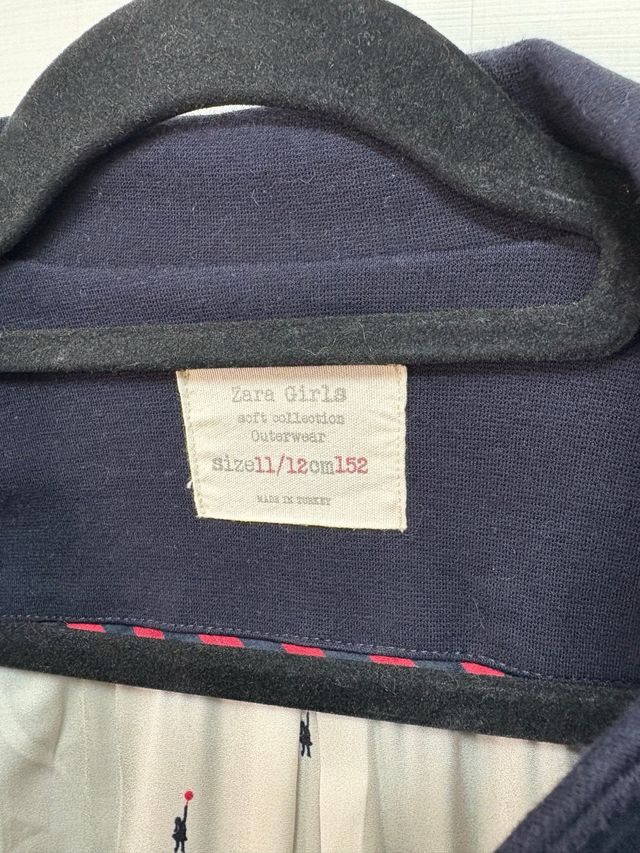 Zara Girls
soft collection
Outerwear
size11/12cm152
MADE IN TURKEY